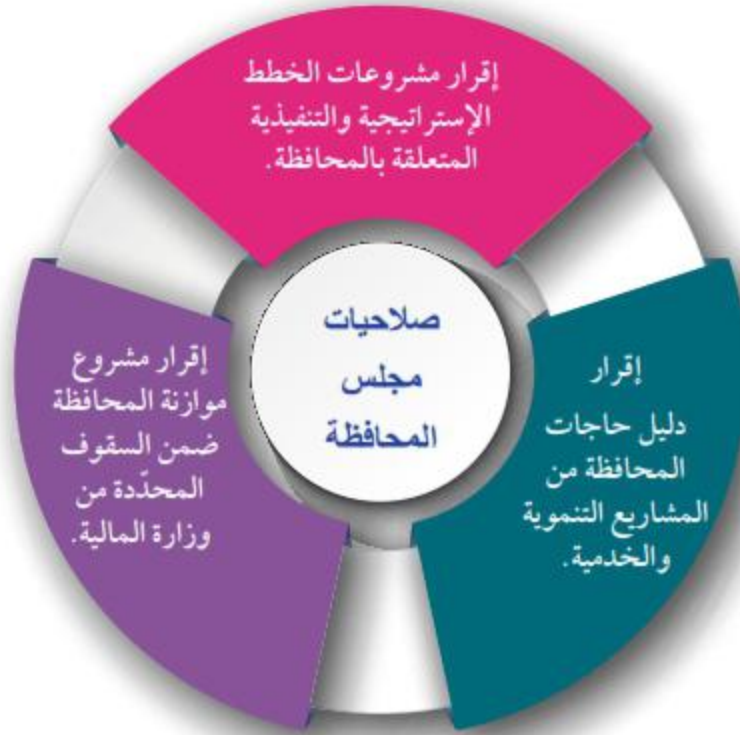 إقرار مشروعات الخطط
الإستراتيجية والتنفيذية
المتعلقة بالمحافظة.
صلاحيات
مجلس
المحافظة
إقرار
دليل حاجات
المحافظة من
المشاريع التنموية
والخدمية.
إقرار مشروع
موازنة المحافظة
ضمن السقوف
المحدّدة من
وزارة المالية.